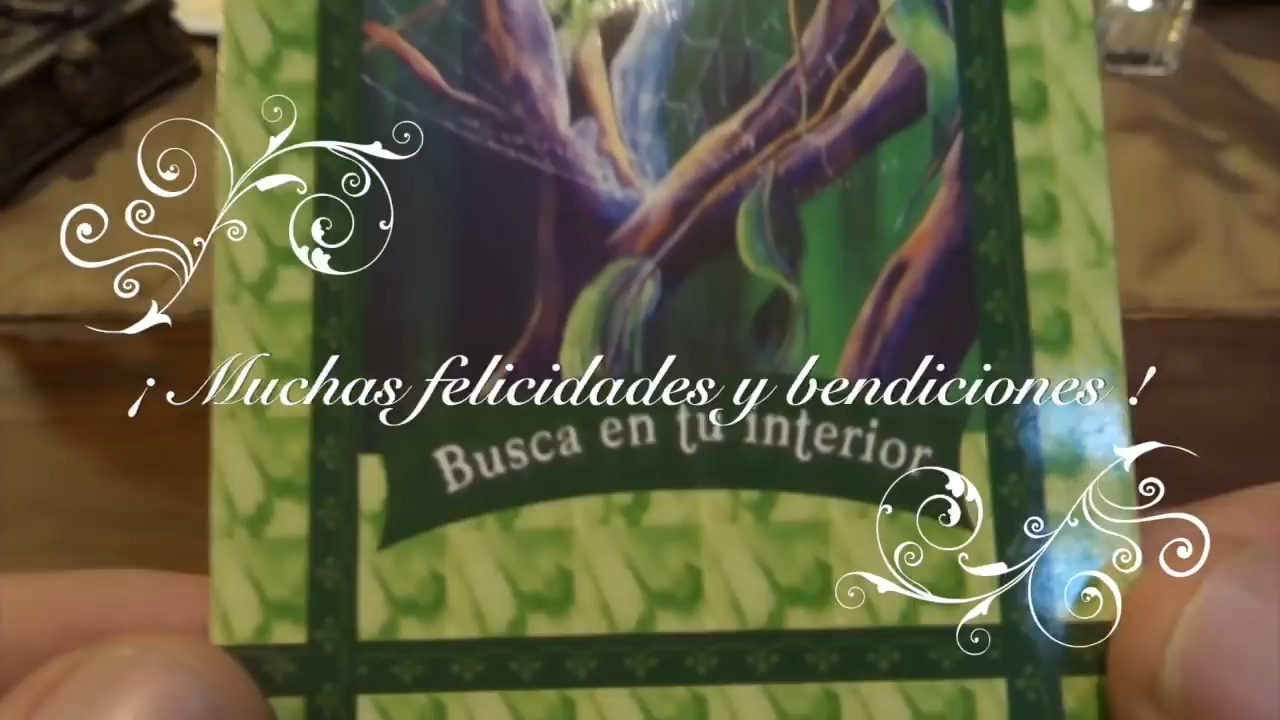 ¡ Muchas felicidades y bendiciones !
Busca en tu interior